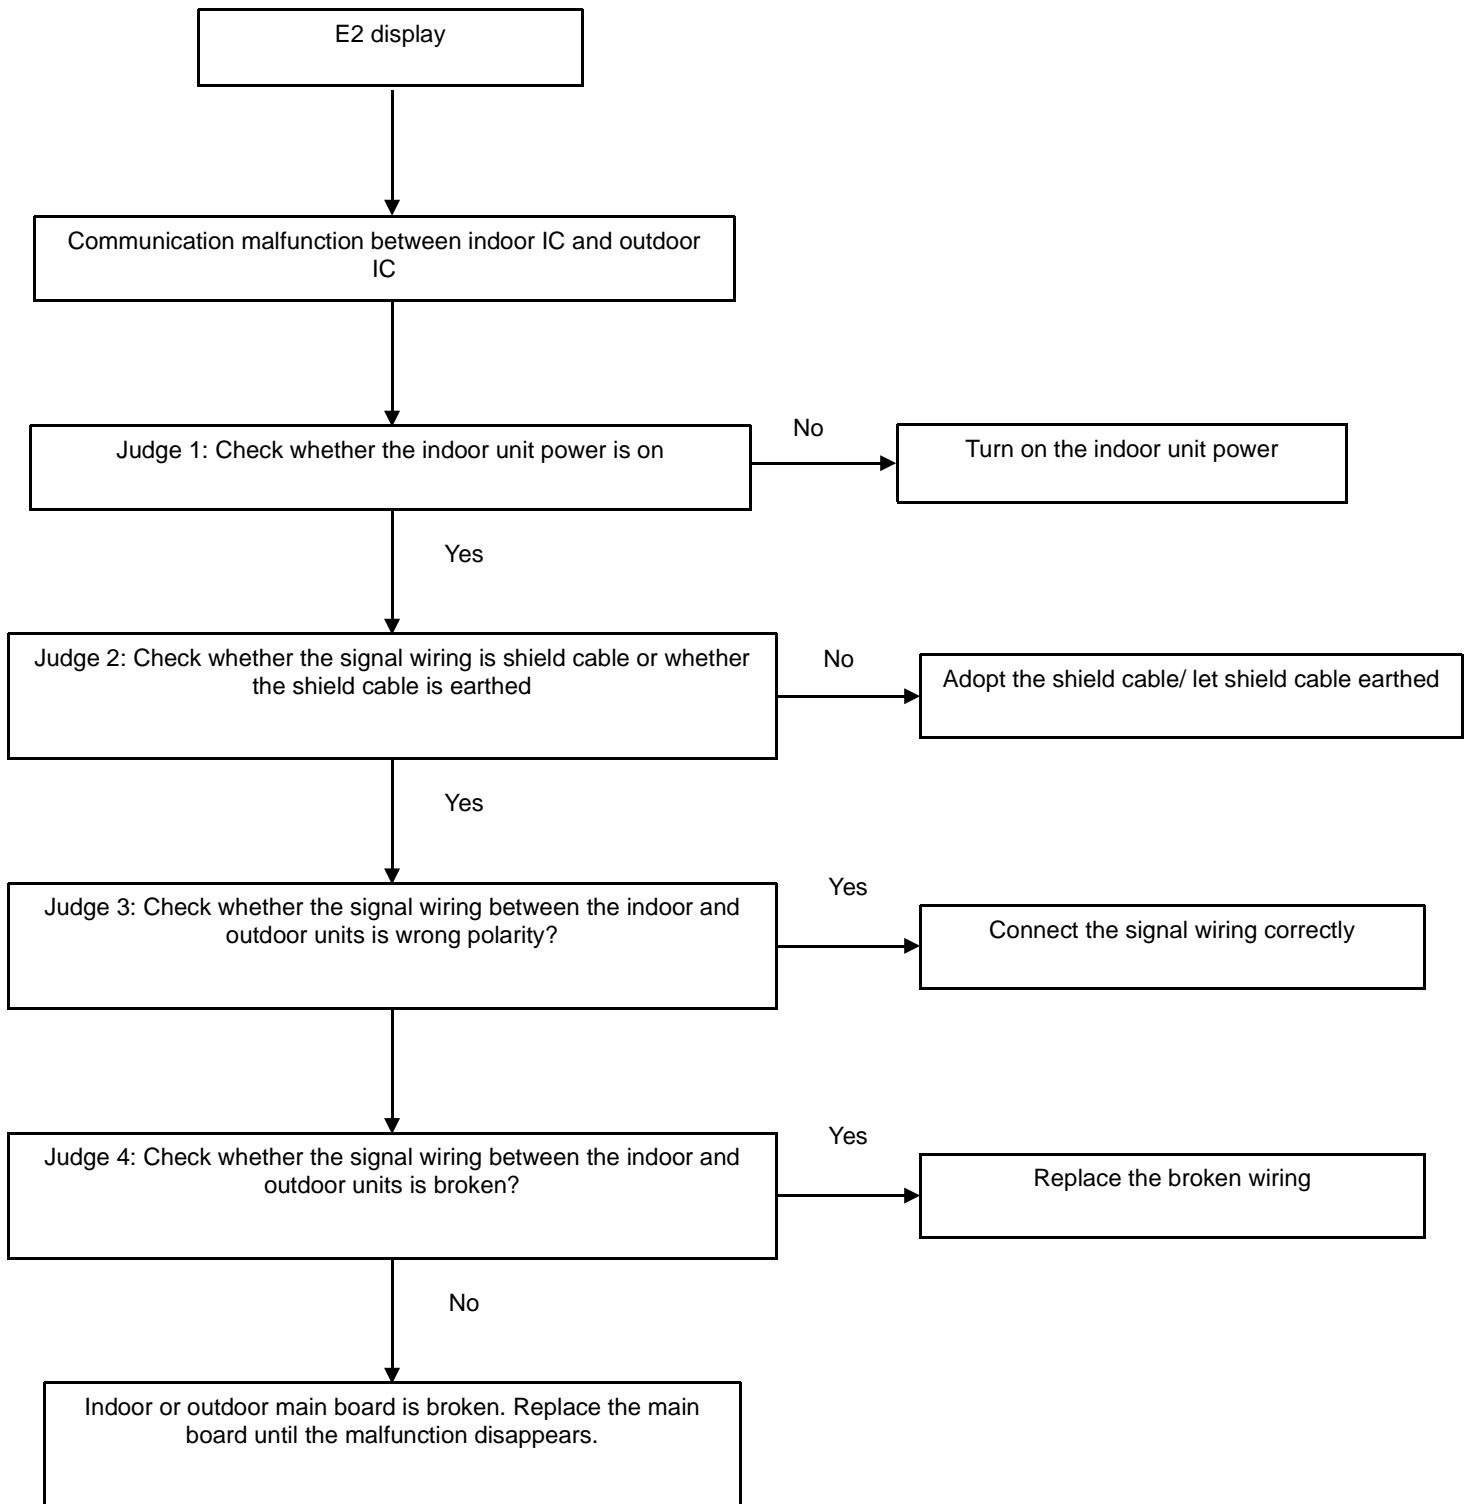 E2 display
Communication malfunction between indoor IC and outdoor
IC
Judge 1: Check whether the indoor unit power is on
No
Turn on the indoor unit power
Yes
Judge 2: Check whether the signal wiring is shield cable or whether
the shield cable is earthed
No
Adopt the shield cable/ let shield cable earthed
Yes
Judge 3: Check whether the signal wiring between the indoor and
outdoor units is wrong polarity?
Yes
Connect the signal wiring correctly
Judge 4: Check whether the signal wiring between the indoor and
outdoor units is broken?
Yes
Replace the broken wiring
No
Indoor or outdoor main board is broken. Replace the main
board until the malfunction disappears.